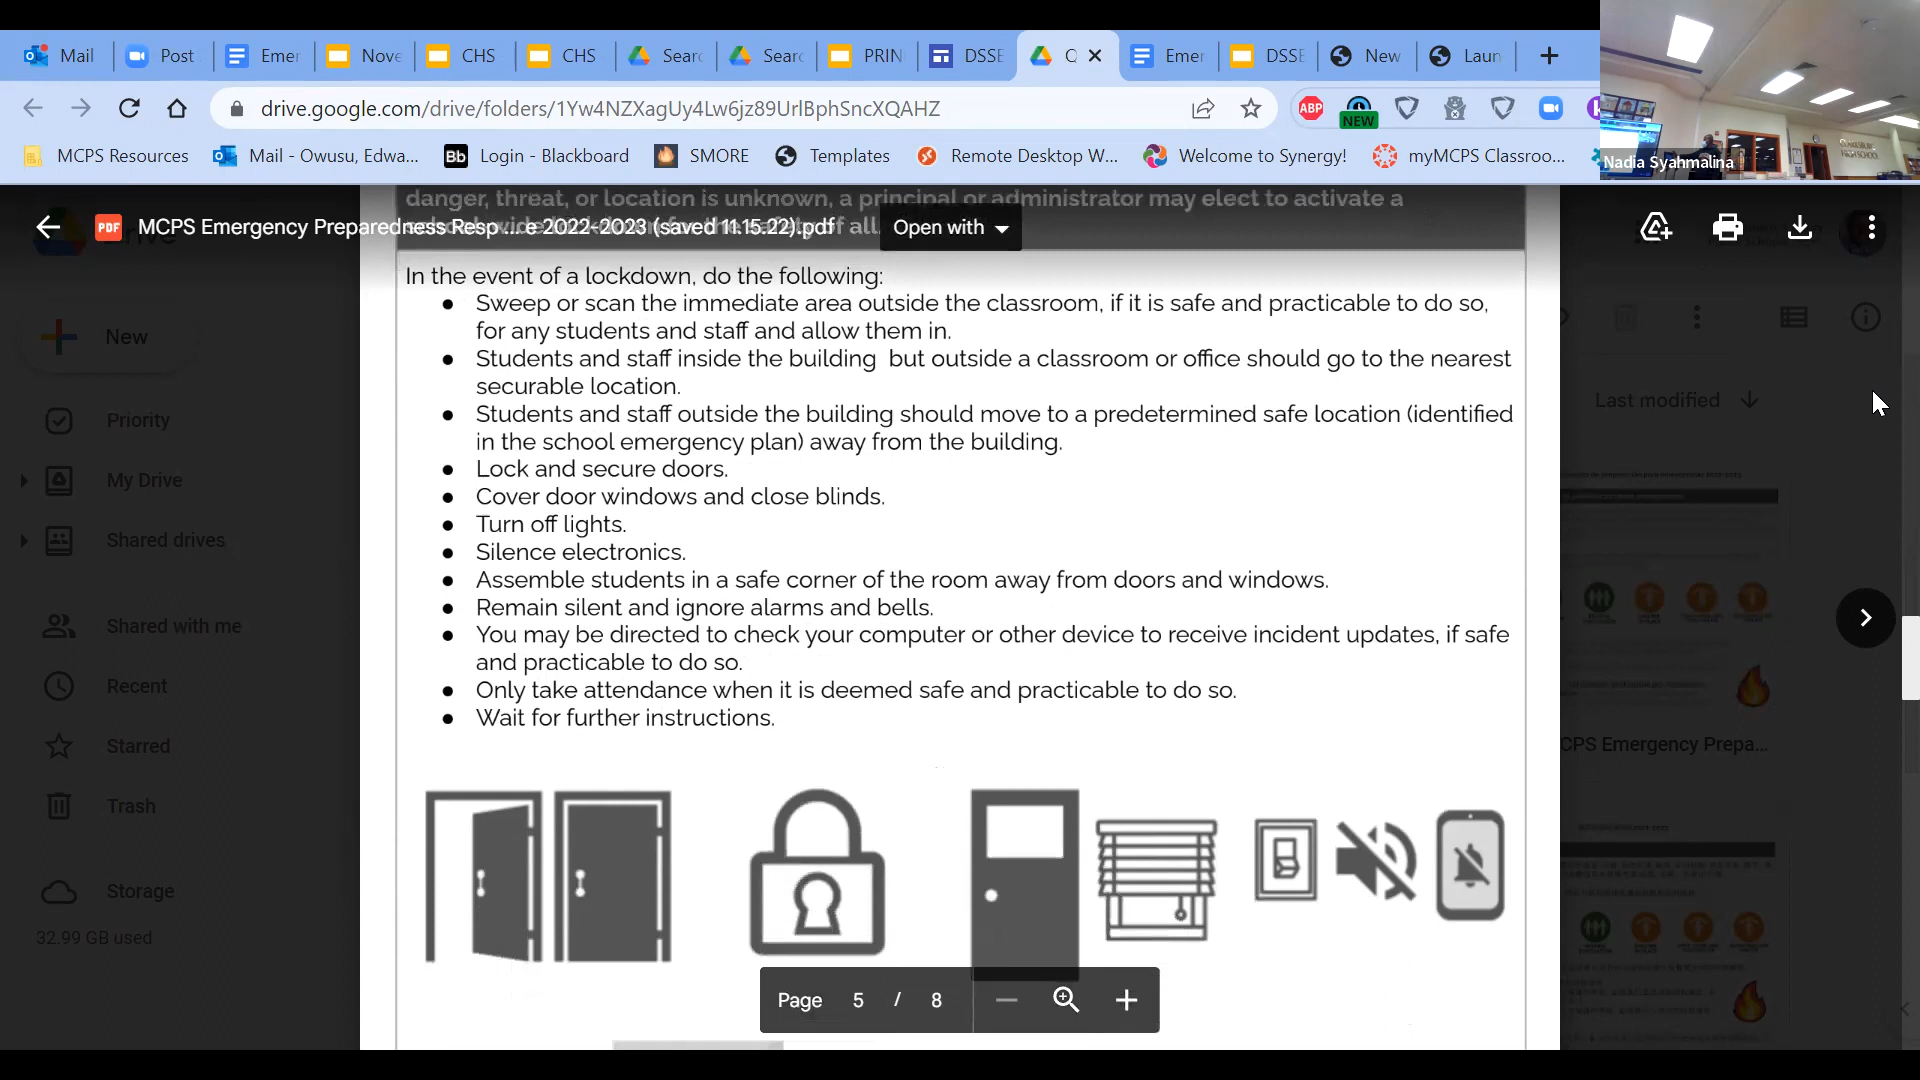 Mail
Post
Emer
Nove
CHS
CHS
Searc
Searc
PRIN
DSSE
Q
Emer
DSSE
New
Laun
drive.google.com/drive/folders/1Yw4NZXagUy4Lw6jz89UrlBphSncXQAHZ
ABP
NEW
MCPS Resources
Mail - Owusu, Edwa...
Bb Login - Blackboard
SMORE
Templates
Remote Desktop W...
Welcome to Synergy!
myMCPS Classroo...
Nadia Syahmalina
danger, threat, or location is unknown, a principal or administrator may elect to activate a
PDF MCPS Emergency Preparedness Resp ... e 2022-2023 (saved 11.15.22).pdf
Open with
In the event of a lockdown, do the following:
● Sweep or scan the immediate area outside the classroom, if it is safe and practicable to do so,
for any students and staff and allow them in.
● Students and staff inside the building but outside a classroom or office should go to the nearest
securable location.
● Students and staff outside the building should move to a predetermined safe location (identified
in the school emergency plan) away from the building.
● Lock and secure doors.
● Cover door windows and close blinds.
● Turn off lights.
● Silence electronics.
● Assemble students in a safe corner of the room away from doors and windows.
● Remain silent and ignore alarms and bells.
● You may be directed to check your computer or other device to receive incident updates, if safe
and practicable to do so.
● Only take attendance when it is deemed safe and practicable to do so.
● Wait for further instructions.
New
Priority
My Drive
Shared drives
Shared with me
Recent
Starred
Trash
Storage
32.99 GB used
Last modified
CPS Emergency Prepa...
Page 5 / 8